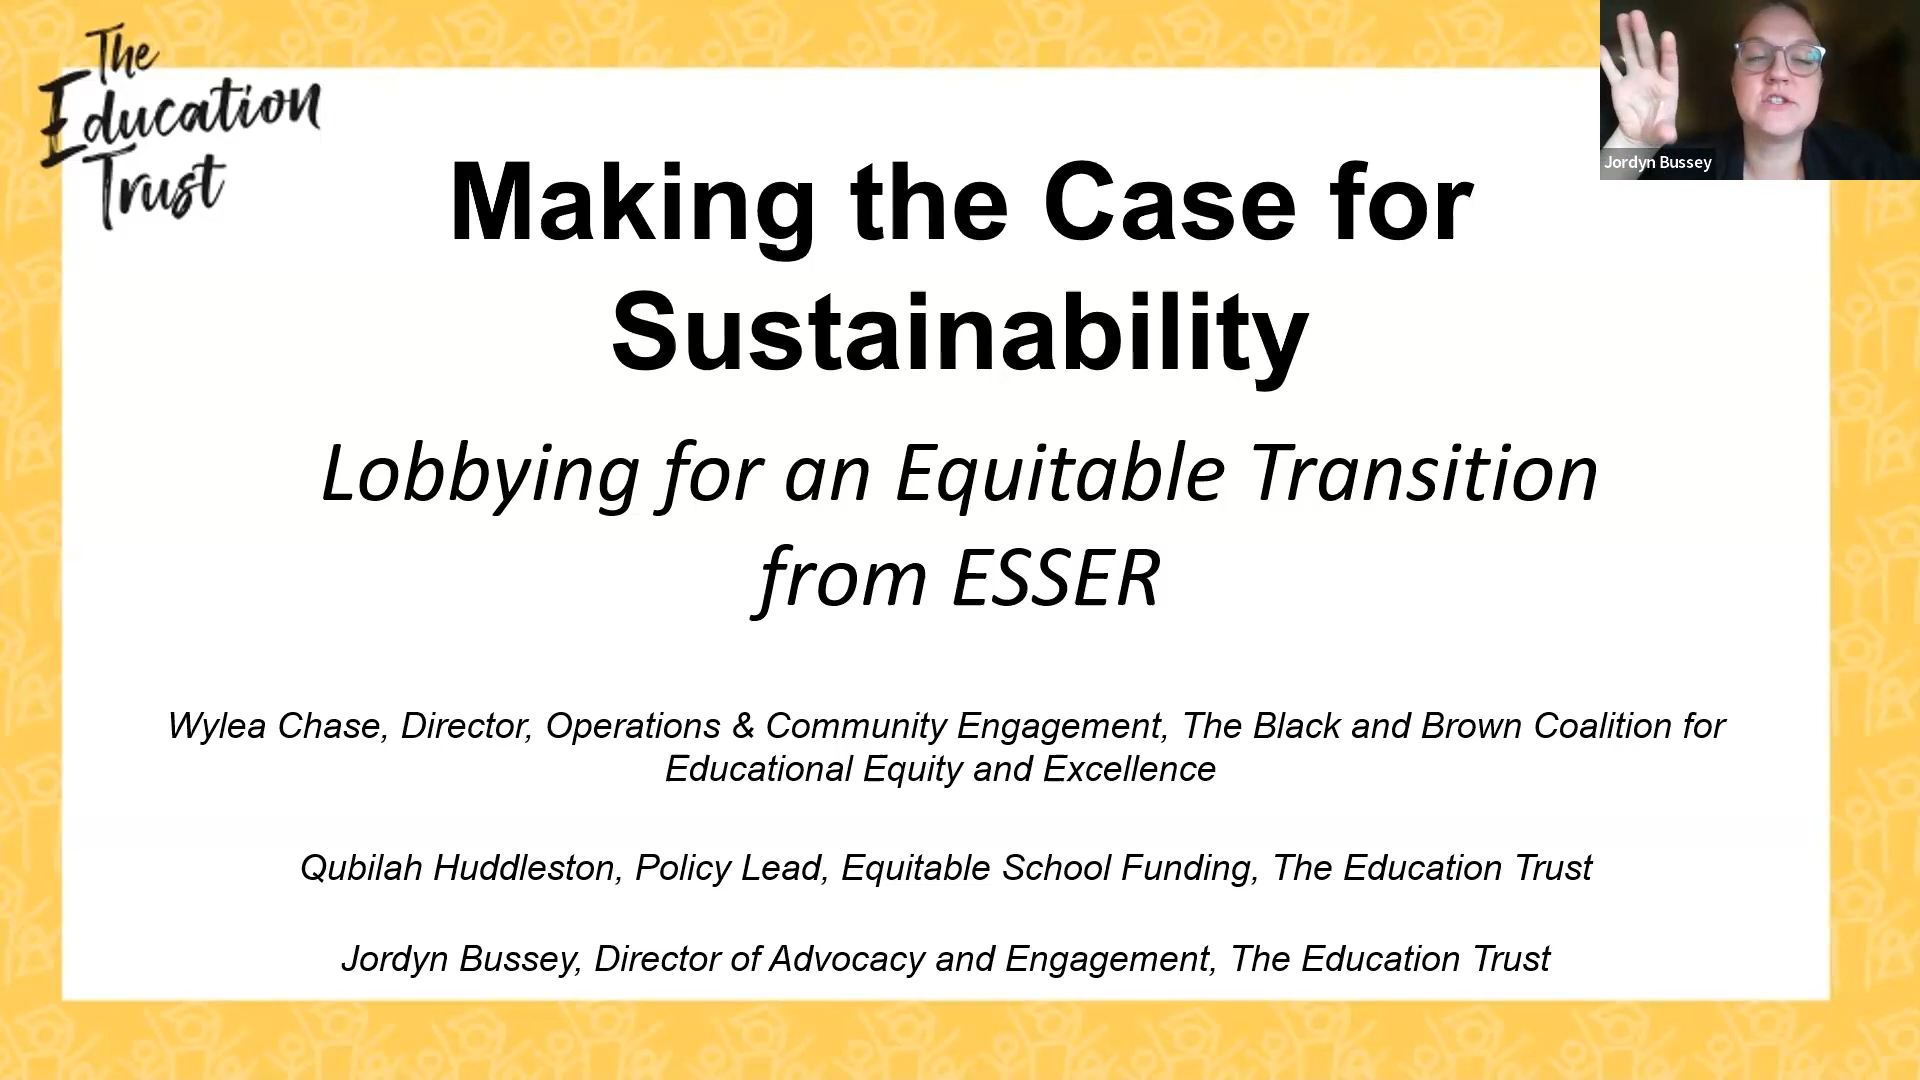 The
Education
Trust
Jordyn Bussey
Making the Case for
Sustainability
Lobbying for an Equitable Transition
from ESSER
Wylea Chase, Director, Operations & Community Engagement, The Black and Brown Coalition for
Educational Equity and Excellence
Qubilah Huddleston, Policy Lead, Equitable School Funding, The Education Trust
Jordyn Bussey, Director of Advocacy and Engagement, The Education Trust